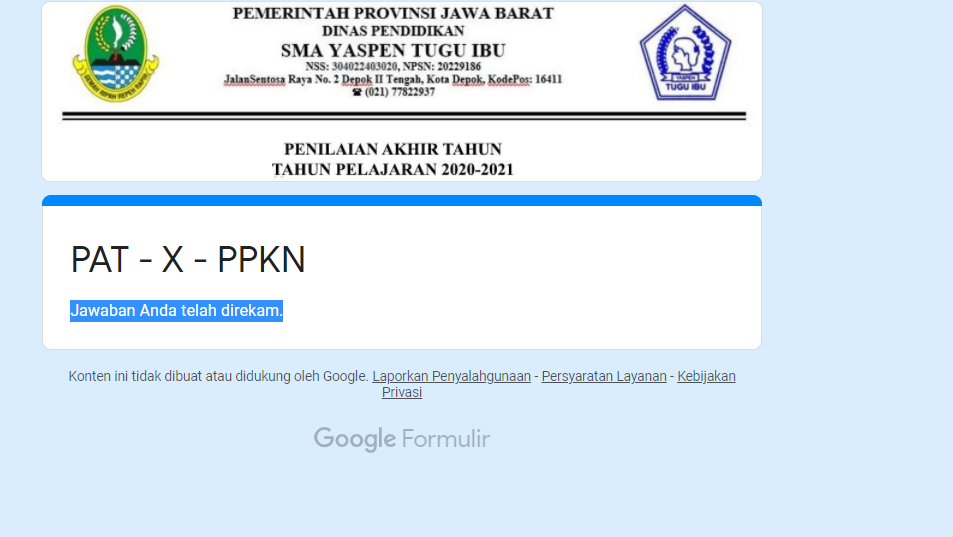 PEMERINTAH PROVINSI JAWA BARAT
DINAS PENDIDIKAN
SMA YASPEN TUGU IBU
NSS: 304022403020, NPSN: 20229186
JalanSentosa Raya No. 2 Depok II Tengah, Kota Depok, KodePos: 16411
☎ (021) 77822937
GEMAH RIPAH REPEH RAPIH
YASPEN
TUGU IBU
PENILAIAN AKHIR TAHUN
TAHUN PELAJARAN 2020-2021
PAT - X - PPKN
Jawaban Anda telah direkam.
Konten ini tidak dibuat atau didukung oleh Google. Laporkan Penyalahgunaan - Persyaratan Layanan - Kebijakan
Privasi
Google Formulir